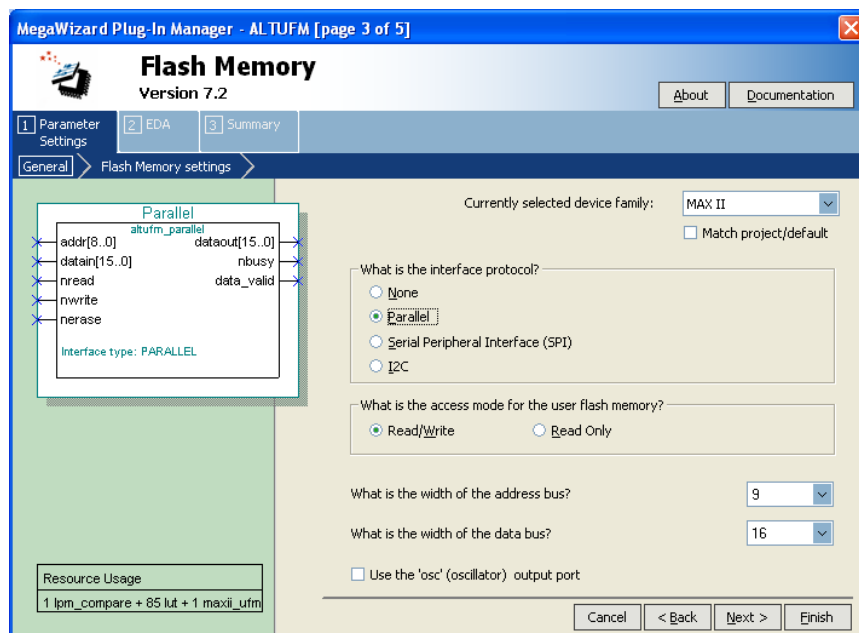 MegaWizard Plug-In Manager - ALTUFM [page 3 of 5]
Flash Memory
Version 7.2
About
Documentation
1 Parameter Settings
2 EDA
3 Summary
General
Flash Memory settings
Parallel
altufm_parallel
addr[8..0] dataout[15..0]
datain[15..0] nbusy
nread data_valid
nwrite
nerase
Interface type: PARALLEL
Resource Usage
1 lpm_compare + 85 lut + 1 maxii_ufm
Currently selected device family: MAX II
Match project/default
What is the interface protocol?
None
Parallel
Serial Peripheral Interface (SPI)
I2C
What is the access mode for the user flash memory?
Read/Write Read Only
What is the width of the address bus? 9
What is the width of the data bus? 16
Use the 'osc' (oscillator) output port
Cancel < Back Next > Finish